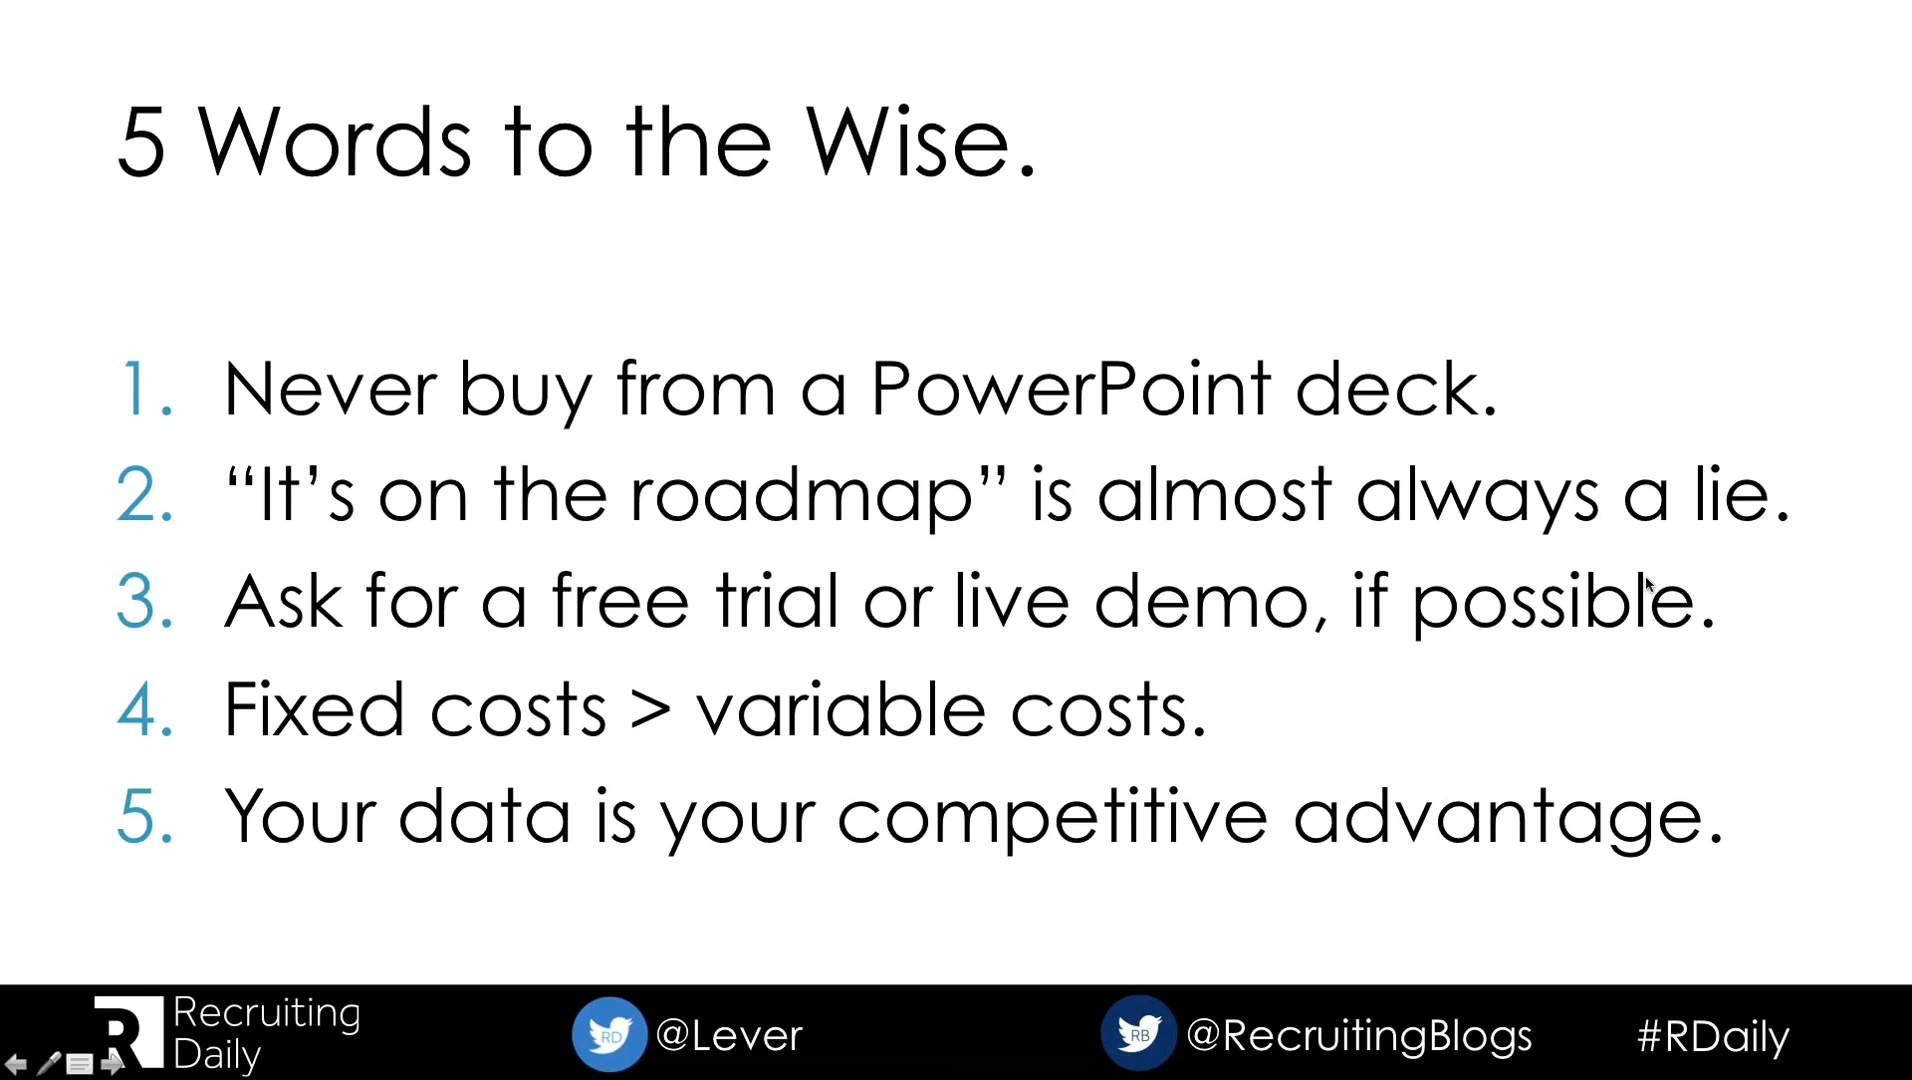 5 Words to the Wise.
1. Never buy from a PowerPoint deck.
2. “It’s on the roadmap” is almost always a lie.
3. Ask for a free trial or live demo, if possible.
4. Fixed costs > variable costs.
5. Your data is your competitive advantage.
R Recruiting
Daily
RD @Lever
RB @RecruitingBlogs
#RDaily